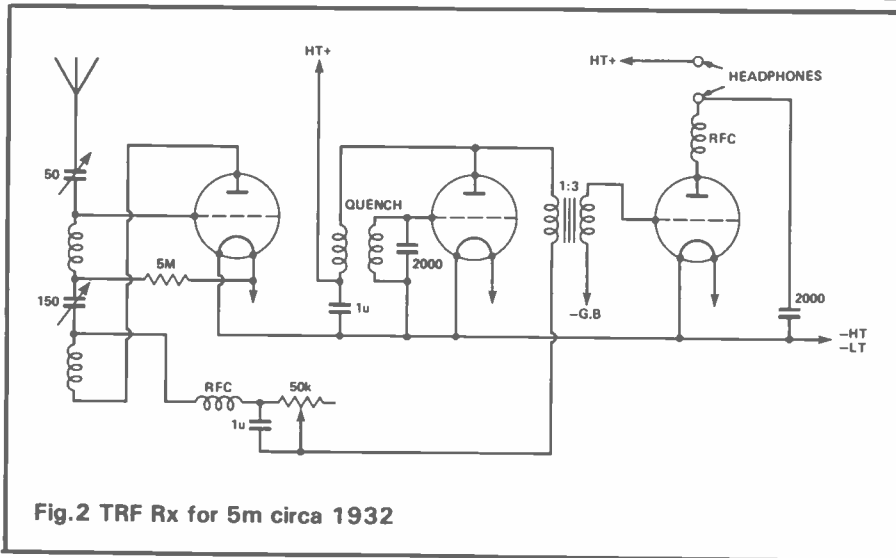 HT+
HT+
HEADPHONES
RFC
50
1:3
QUENCH
5M
2000
150
1u
2000
–G.B
–HT
–LT
RFC
50k
1u
Fig.2 TRF Rx for 5m circa 1932